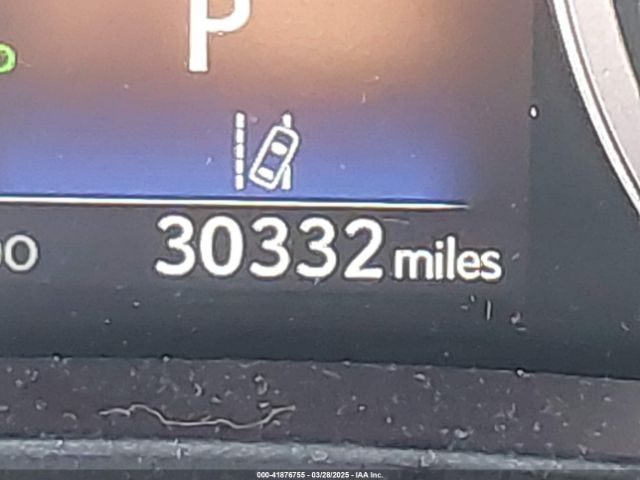 P
30332 miles
000-41876755 - 03/28/2025 - IAA Inc.